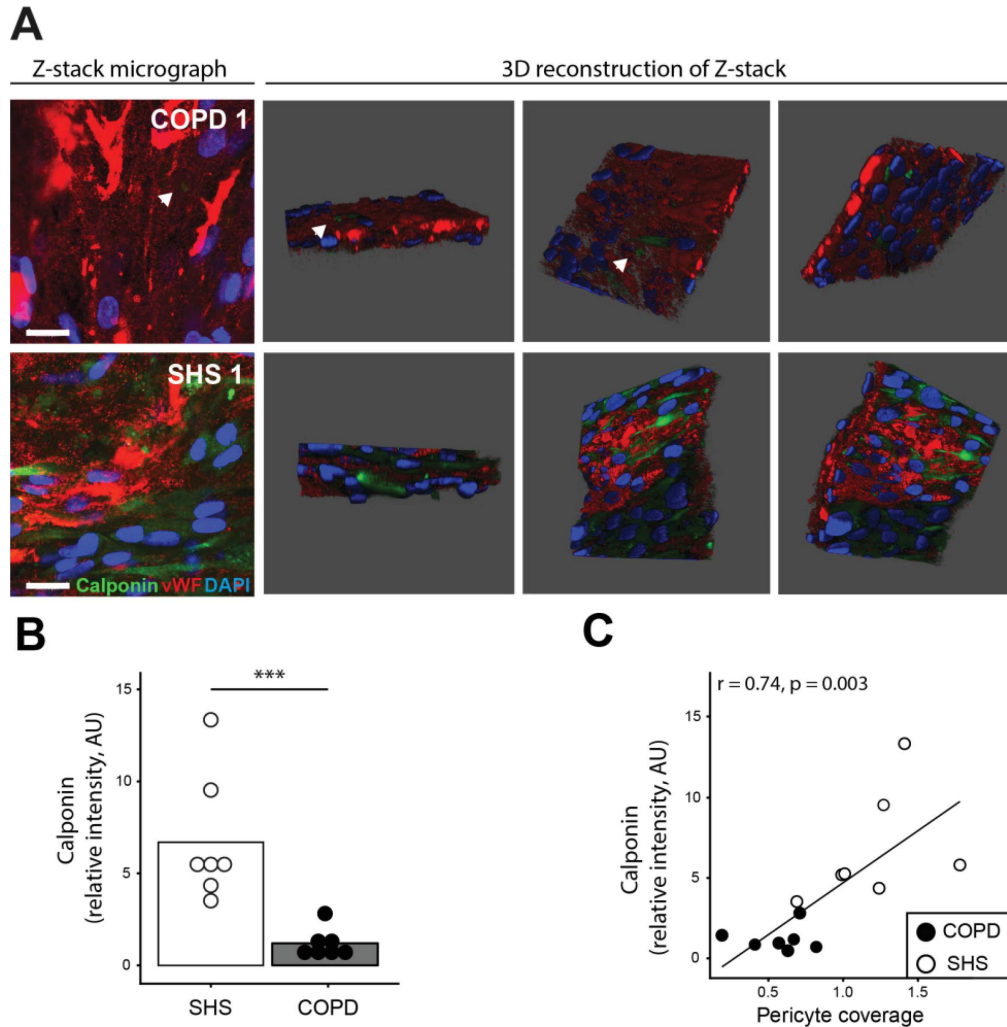 A
Z-stack micrograph
3D reconstruction of Z-stack
COPD 1
SHS 1
Calponin vWF DAPI
B
Calponin
(relative intensity, AU)
15
10
5
0
***
SHS
COPD
C
r = 0.74, p = 0.003
Calponin
(relative intensity, AU)
15
10
5
0
COPD
SHS
0.5
1.0
1.5
Pericyte coverage